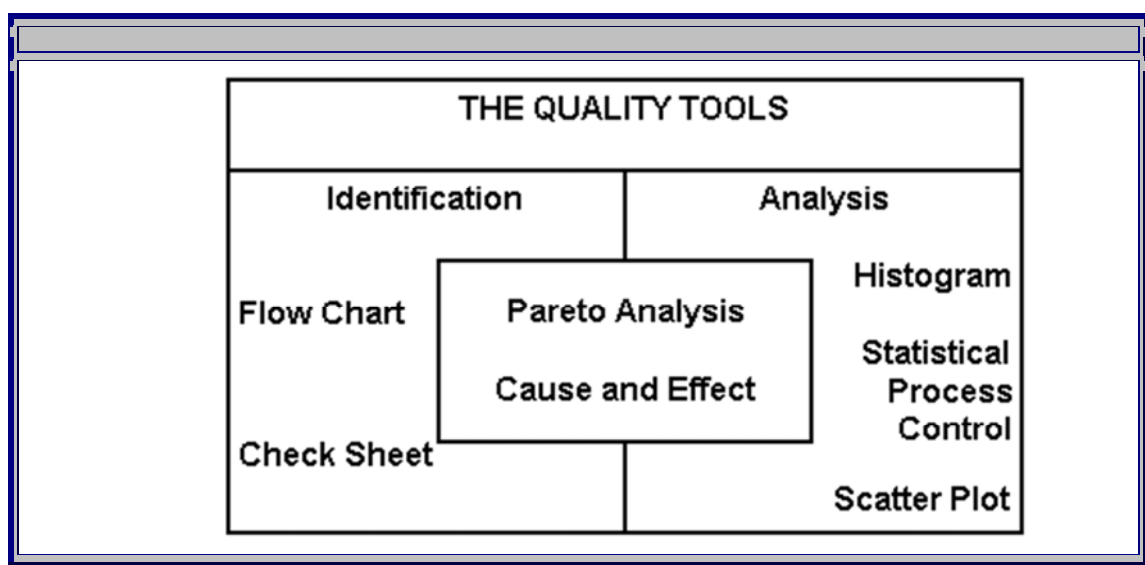 THE QUALITY TOOLS
Identification
Analysis
Flow Chart
Check Sheet
Pareto Analysis
Cause and Effect
Histogram
Statistical
Process
Control
Scatter Plot